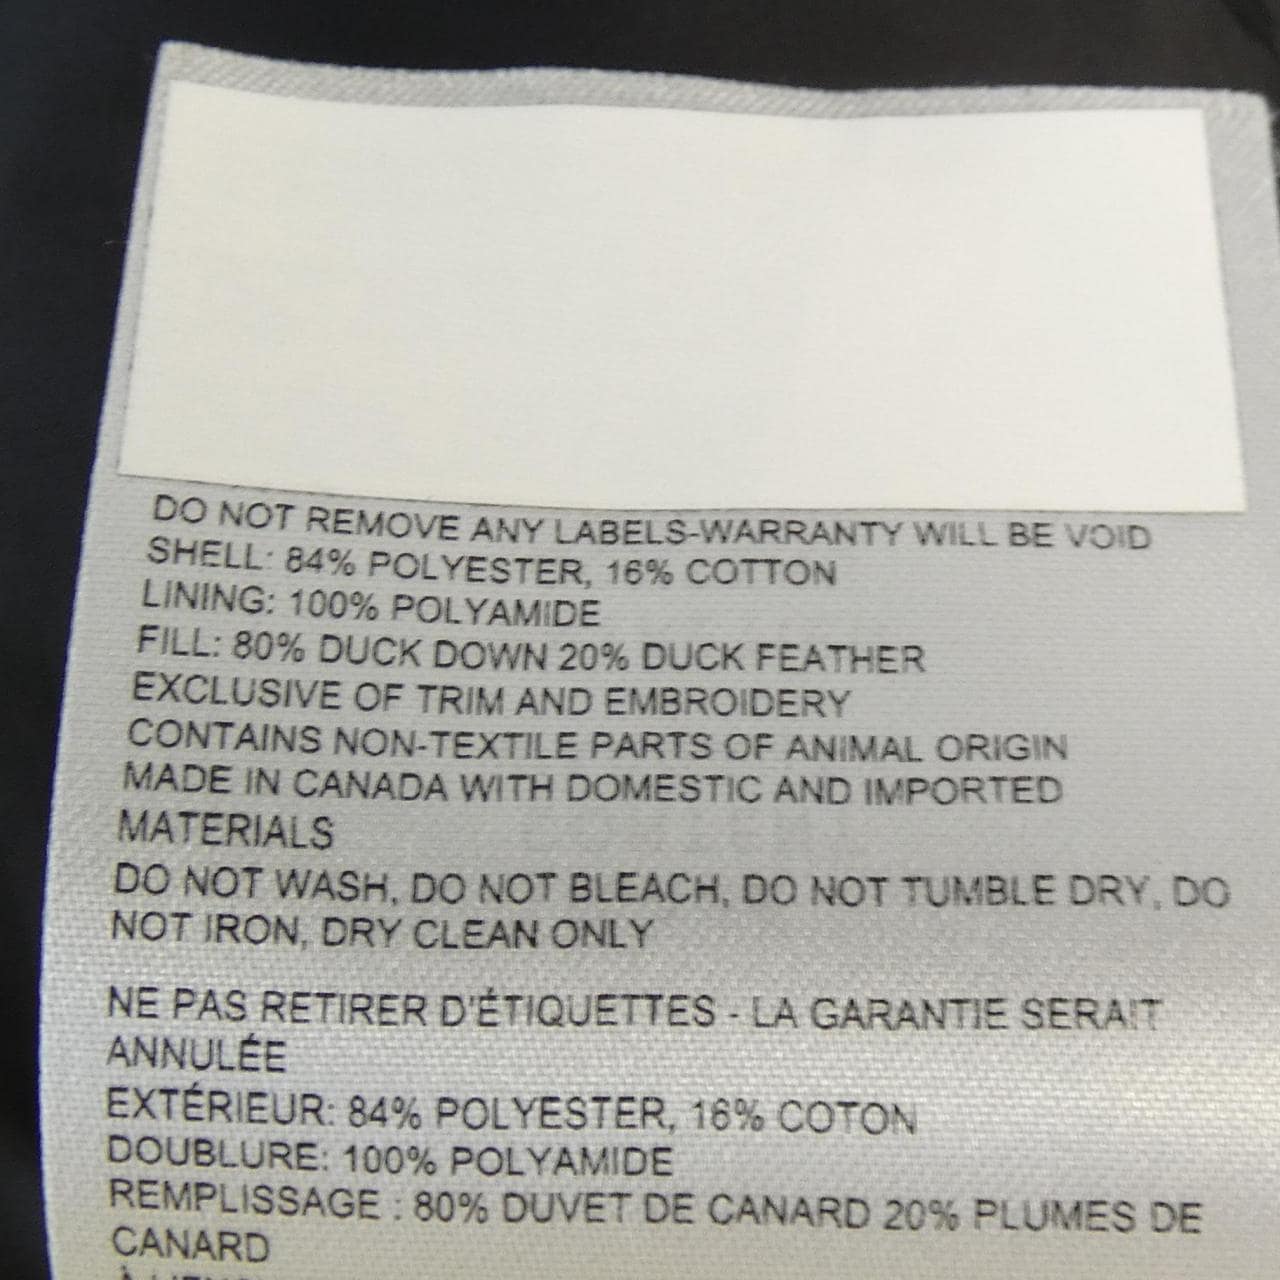 DO NOT REMOVE ANY LABELS-WARRANTY WILL BE VOID
SHELL: 84% POLYESTER, 16% COTTON
LINING: 100% POLYAMIDE
FILL: 80% DUCK DOWN 20% DUCK FEATHER
EXCLUSIVE OF TRIM AND EMBROIDERY
CONTAINS NON-TEXTILE PARTS OF ANIMAL ORIGIN
MADE IN CANADA WITH DOMESTIC AND IMPORTED
MATERIALS
DO NOT WASH, DO NOT BLEACH, DO NOT TUMBLE DRY, DO
NOT IRON, DRY CLEAN ONLY
NE PAS RETIRER D'ÉTIQUETTES - LA GARANTIE SERAIT
ANNULÉE
EXTÉRIEUR: 84% POLYESTER, 16% COTON
DOUBLURE: 100% POLYAMIDE
REMPLISSAGE : 80% DUVET DE CANARD 20% PLUMES DE
CANARD